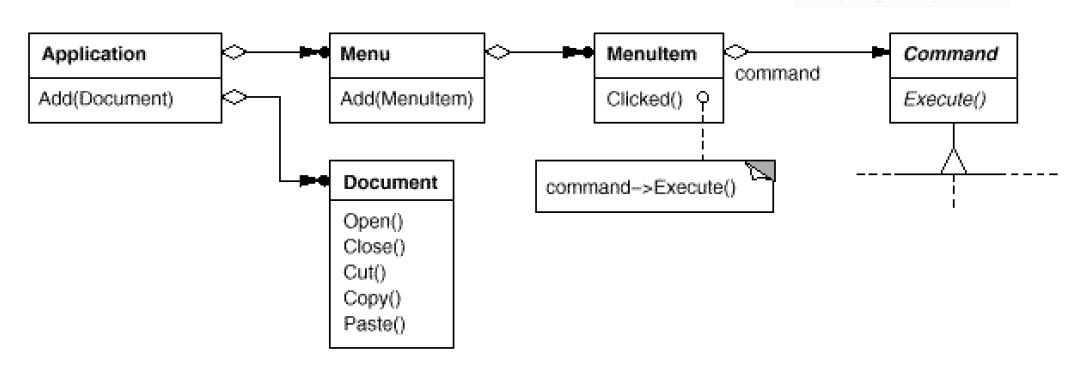 Application
Add(Document)
Menu
Add(MenuItem)
MenuItem
Clicked()
command
Command
Execute()
command->Execute()
Document
Open()
Close()
Cut()
Copy()
Paste()